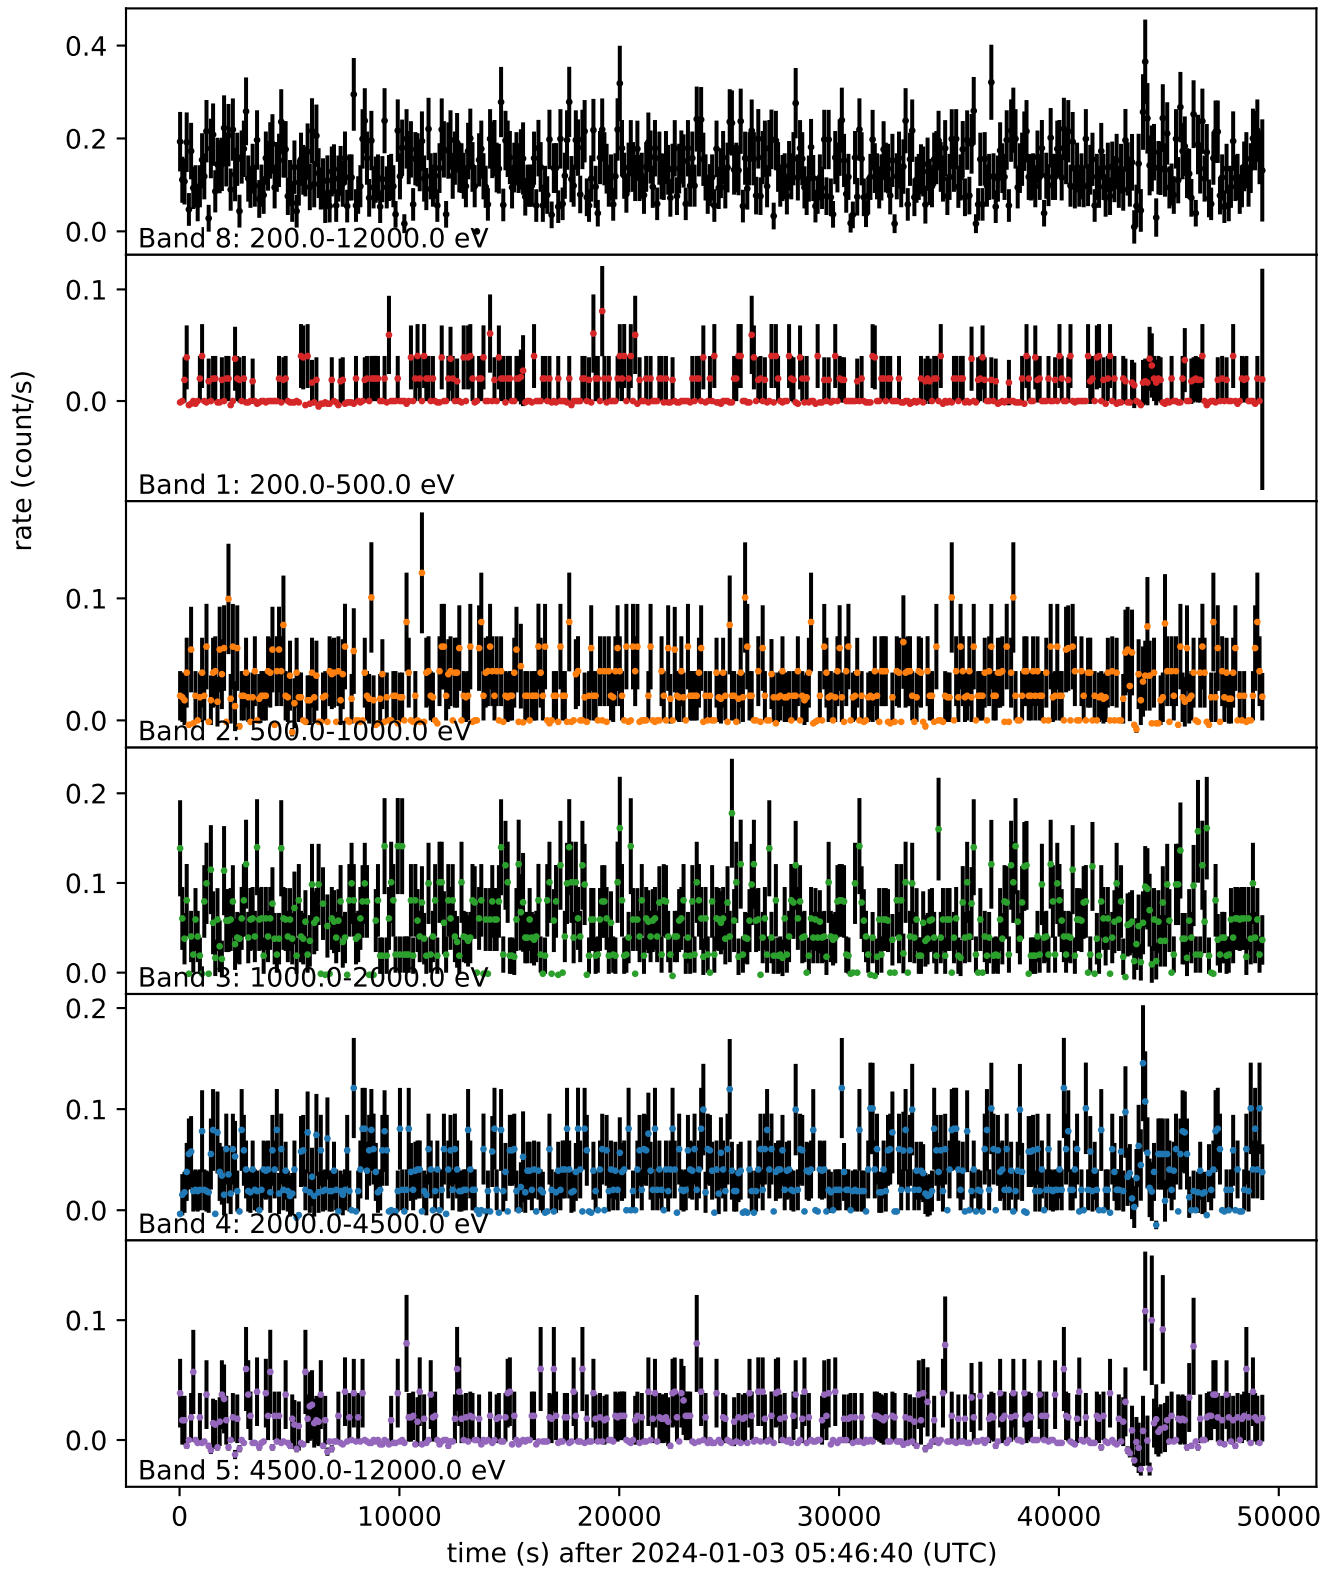 0.4
0.2
0.0
Band 8: 200.0-12000.0 eV
0.1
0.0
Band 1: 200.0-500.0 eV
rate (count/s)
0.1
0.0
Band 2: 500.0-1000.0 eV
0.2
0.1
0.0
Band 3: 1000.0-2000.0 eV
0.2
0.1
0.0
Band 4: 2000.0-4500.0 eV
0.1
0.0
Band 5: 4500.0-12000.0 eV
0 10000 20000 30000 40000 50000
time (s) after 2024-01-03 05:46:40 (UTC)